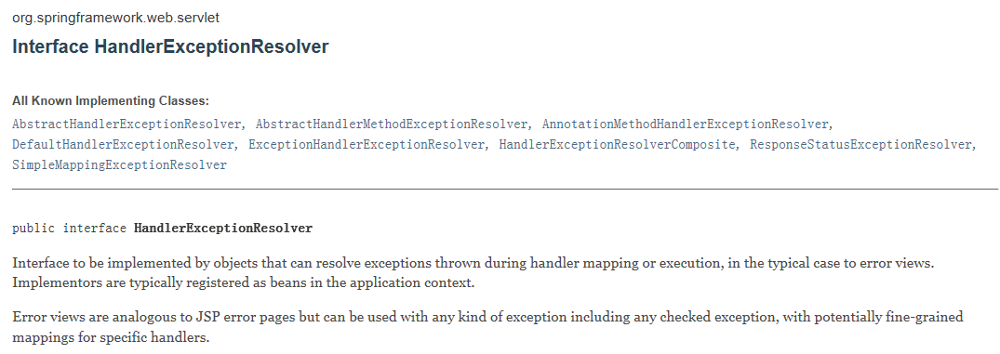 org.springframework.web.servlet
Interface HandlerExceptionResolver
All Known Implementing Classes:
AbstractHandlerExceptionResolver, AbstractHandlerMethodExceptionResolver, AnnotationMethodHandlerExceptionResolver,
DefaultHandlerExceptionResolver, ExceptionHandlerExceptionResolver, HandlerExceptionResolverComposite, ResponseStatusExceptionResolver,
SimpleMappingExceptionResolver
public interface HandlerExceptionResolver
Interface to be implemented by objects that can resolve exceptions thrown during handler mapping or execution, in the typical case to error views.
Implementors are typically registered as beans in the application context.
Error views are analogous to JSP error pages but can be used with any kind of exception including any checked exception, with potentially fine-grained
mappings for specific handlers.